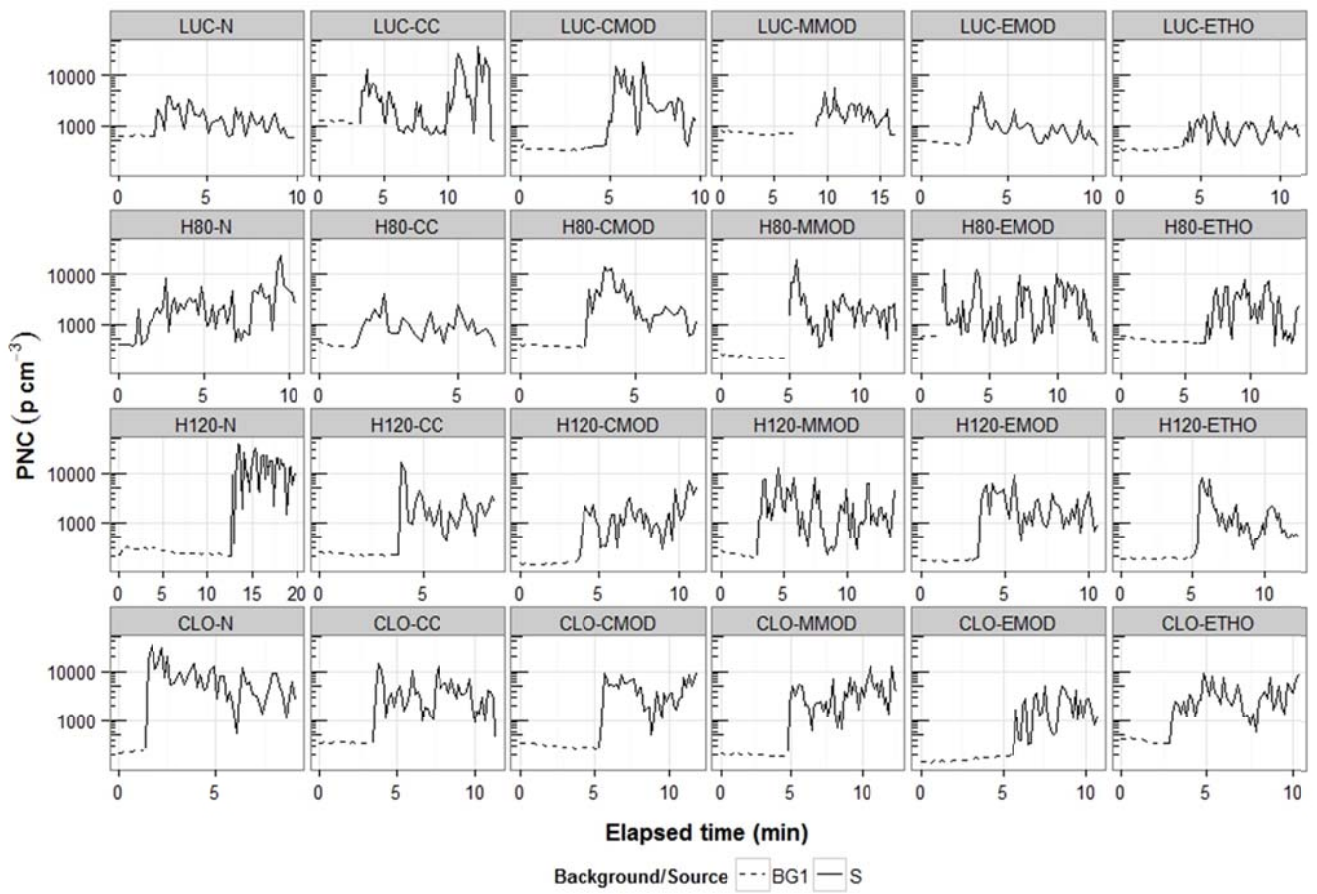 LUC-N LUC-CC LUC-CMOD LUC-MMOD LUC-EMOD LUC-ETHO
10000
1000
0 5 10 0 5 10 0 5 10 0 5 10 15 0 5 10 0 5 10
H80-N H80-CC H80-CMOD H80-MMOD H80-EMOD H80-ETHO
10000
1000
0 5 10 0 5 0 5 0 5 10 0 5 10 0 5 10
PNC (p cm⁻³)
H120-N H120-CC H120-CMOD H120-MMOD H120-EMOD H120-ETHO
10000
1000
0 5 10 15 20 0 5 0 5 10 0 5 10 0 5 10 0 5 10
CLO-N CLO-CC CLO-CMOD CLO-MMOD CLO-EMOD CLO-ETHO
10000
1000
0 5 0 5 10 0 5 10 0 5 10 0 5 10 0 5 10
Elapsed time (min)
Background/Source BG1 S